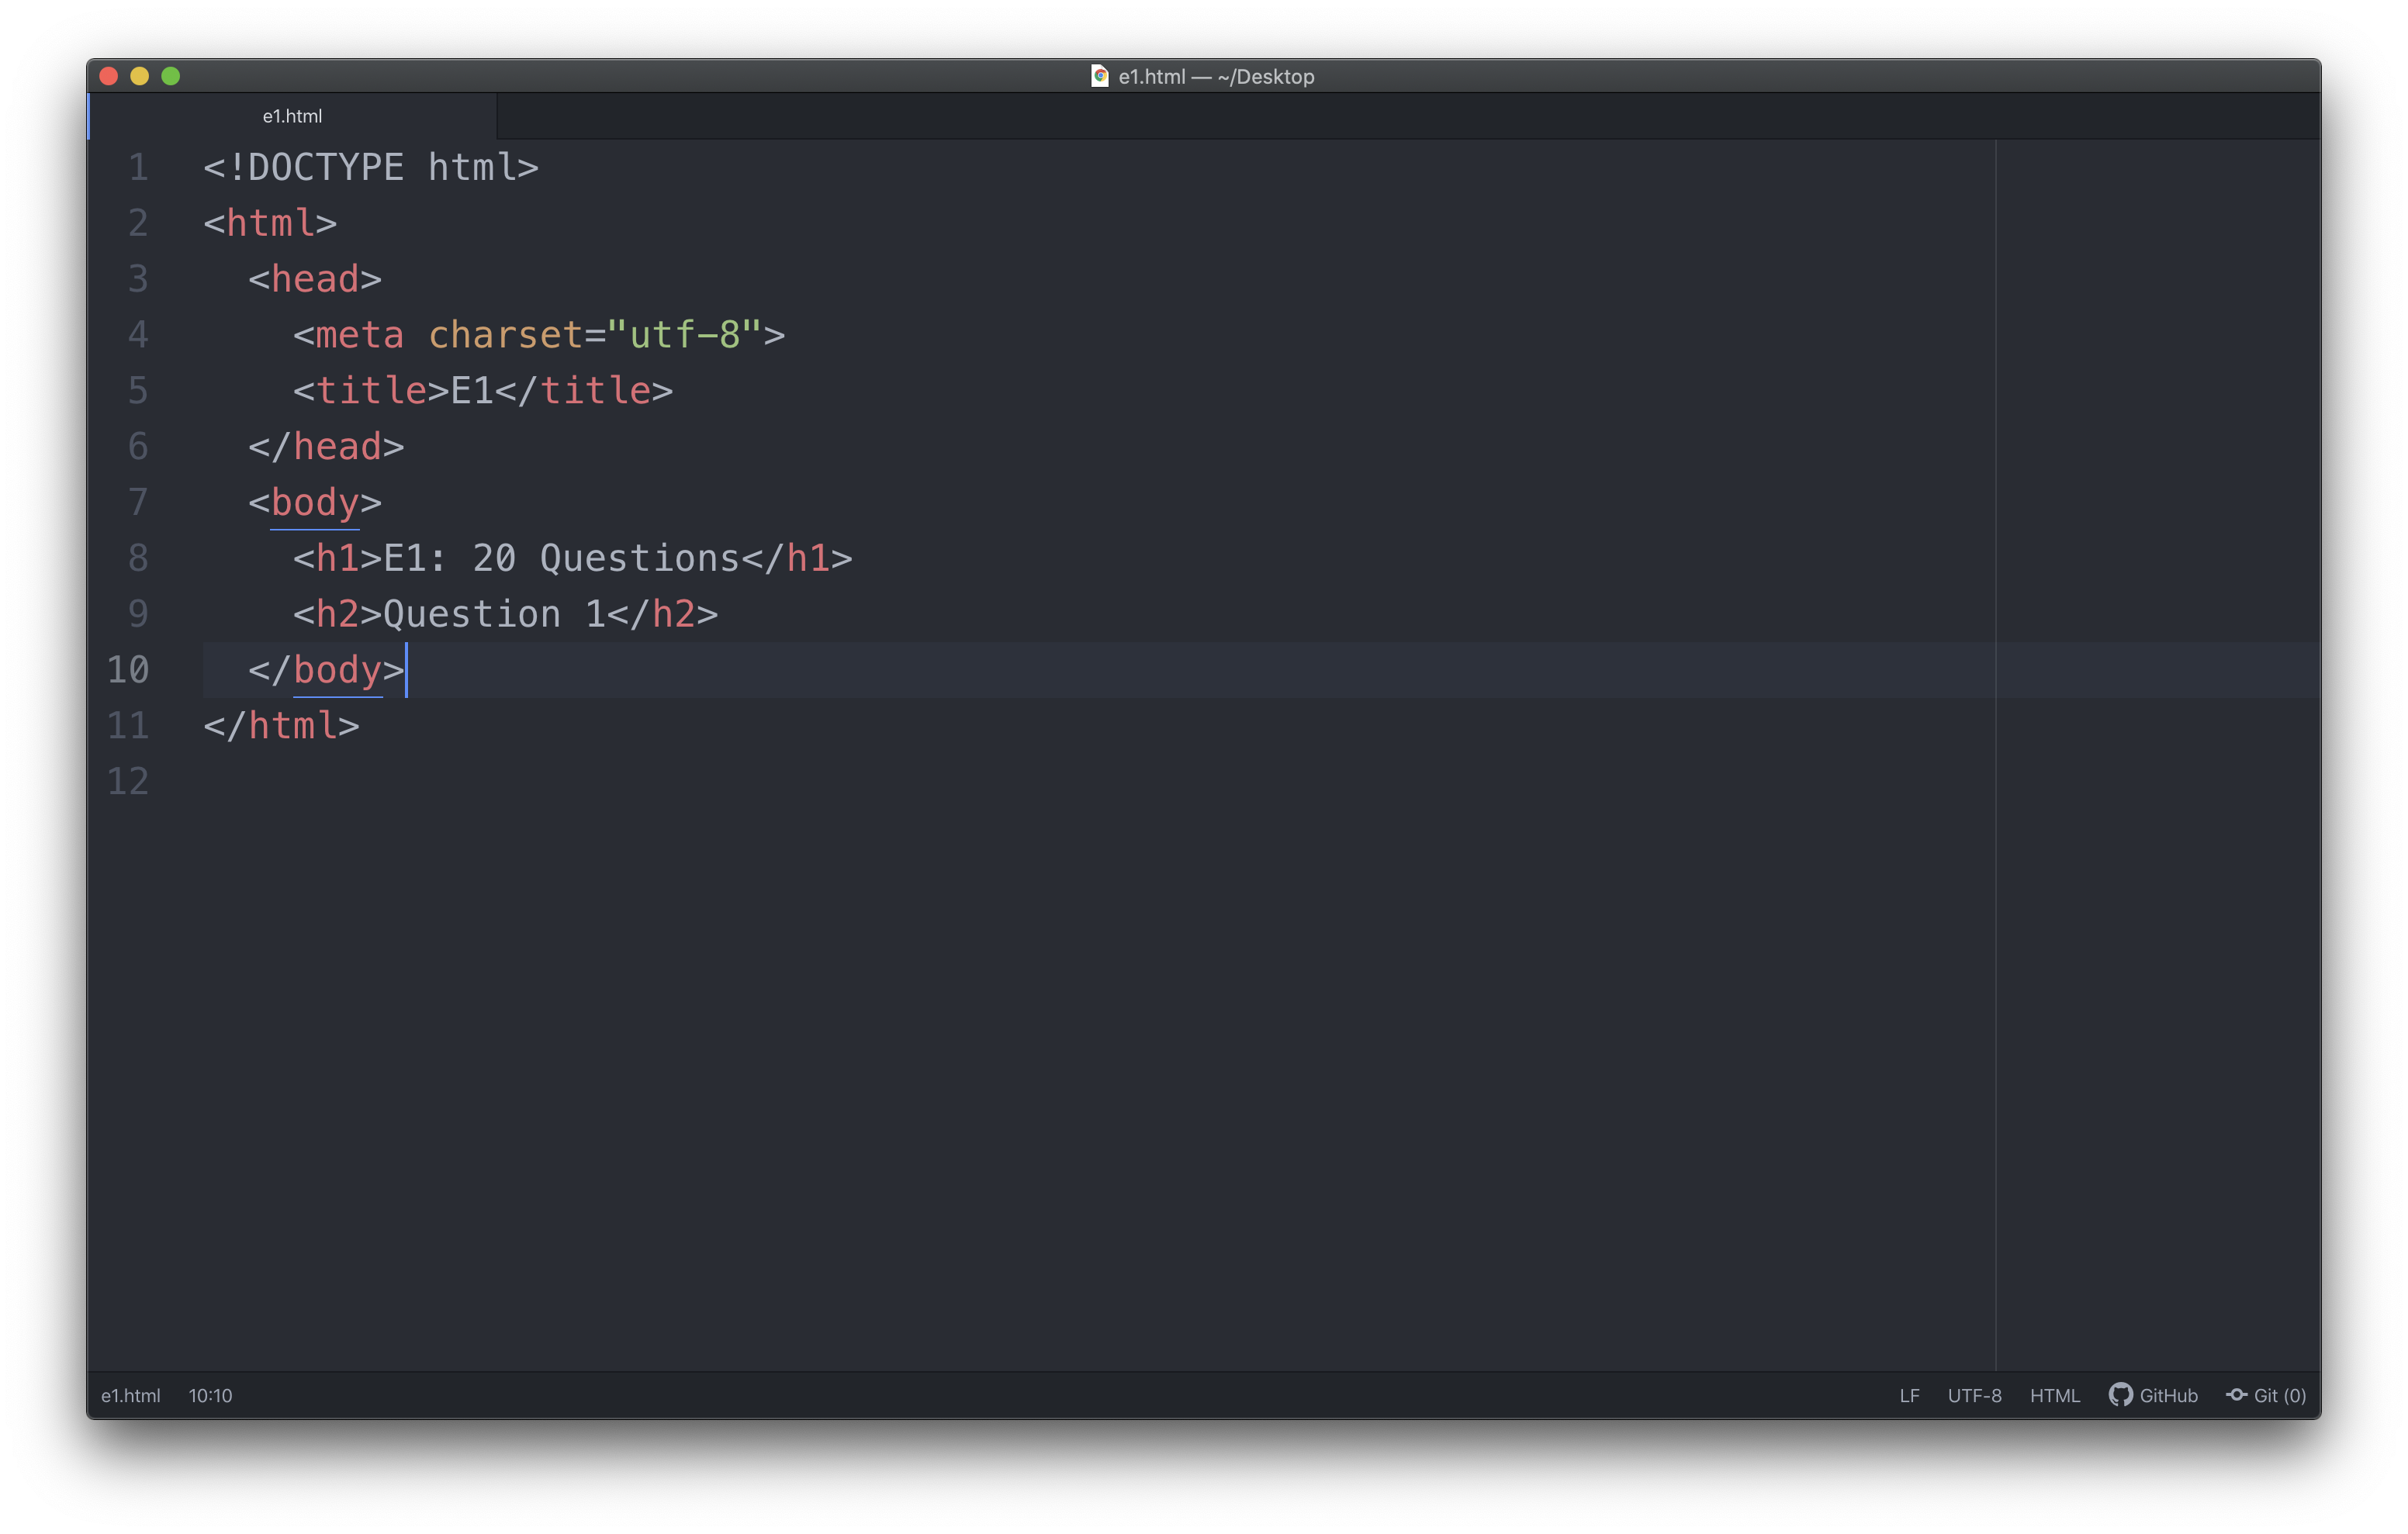 e1.html — ~/Desktop
e1.html
1 <!DOCTYPE html>
2 <html>
3   <head>
4     <meta charset="utf-8">
5     <title>E1</title>
6   </head>
7   <body>
8     <h1>E1: 20 Questions</h1>
9     <h2>Question 1</h2>
10   </body>
11 </html>
12
e1.html 10:10 LF UTF-8 HTML GitHub Git (0)